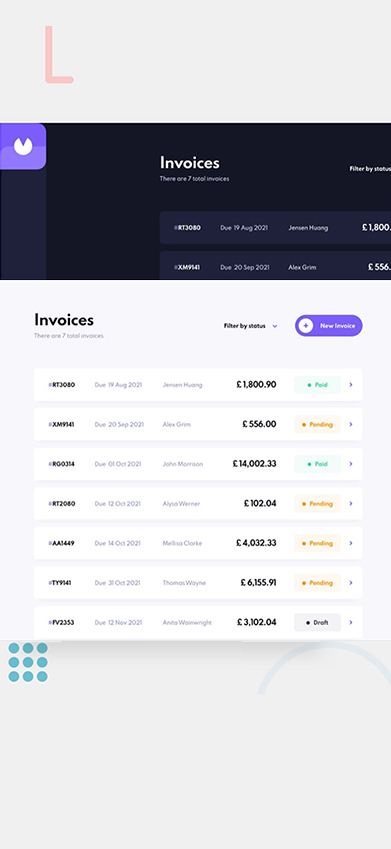 L
Invoices
There are 7 total invoices
Filter by status
#RT3080 Due 19 Aug 2021 Jensen Huang £ 1,800.
#XM9141 Due 20 Sep 2021 Alex Grim £ 556.
Invoices
There are 7 total invoices
Filter by status
+ New Invoice
#RT3080 Due 19 Aug 2021 Jensen Huang £ 1,800.90 Paid
#XM9141 Due 20 Sep 2021 Alex Grim £ 556.00 Pending
#RG0314 Due 01 Oct 2021 John Morrison £ 14,002.33 Paid
#RT2080 Due 12 Oct 2021 Alysa Werner £ 102.04 Pending
#AA1449 Due 14 Oct 2021 Mellisa Clarke £ 4,032.33 Pending
#TY9141 Due 31 Oct 2021 Thomas Wayne £ 6,155.91 Pending
#FV2353 Due 12 Nov 2021 Anita Wainwright £ 3,102.04 Draft